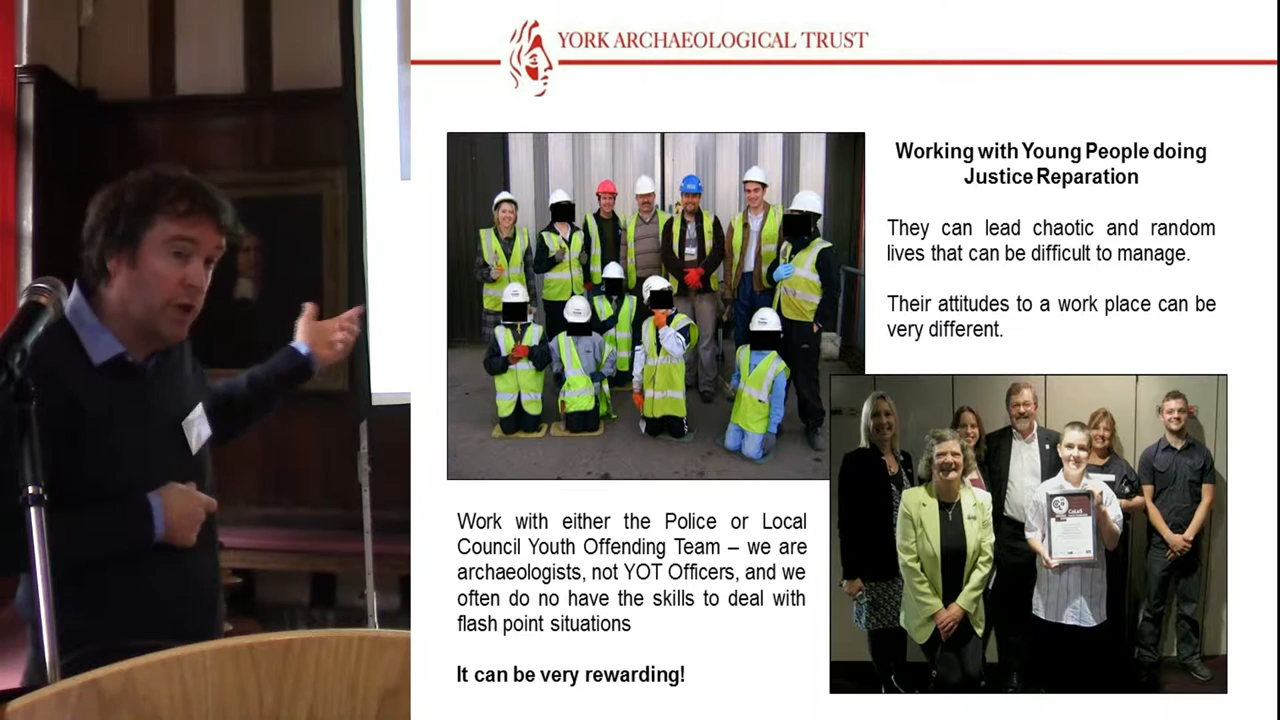 YORK ARCHAEOLOGICAL TRUST
Working with Young People doing
Justice Reparation
They can lead chaotic and random
lives that can be difficult to manage.
Their attitudes to a work place can be
very different.
Work with either the Police or Local
Council Youth Offending Team – we are
archaeologists, not YOT Officers, and we
often do no have the skills to deal with
flash point situations
It can be very rewarding!